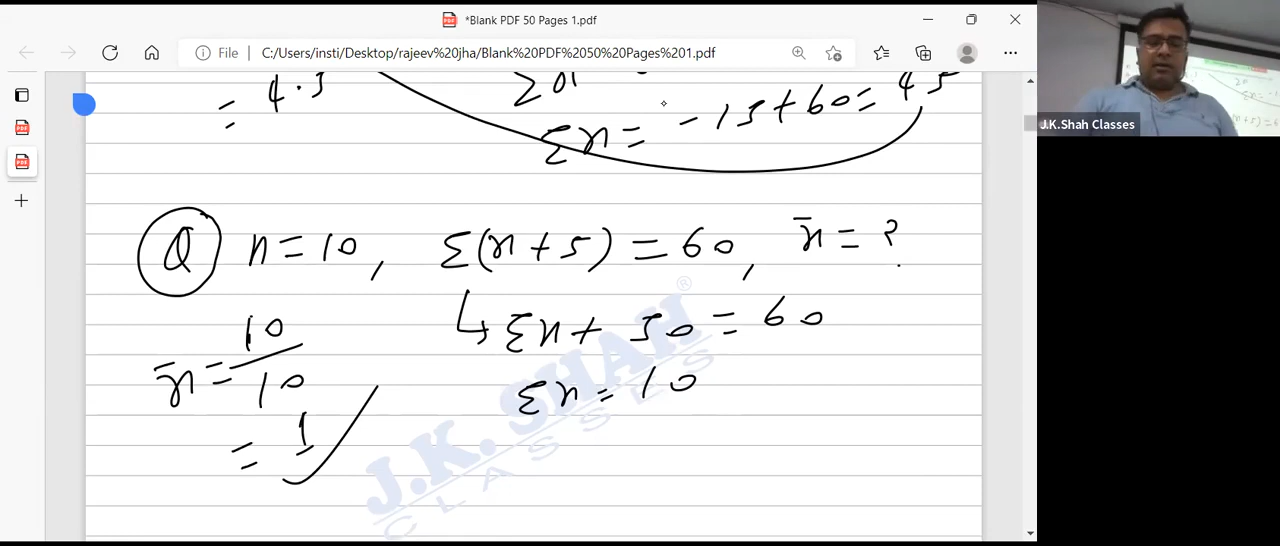 *Blank PDF 50 Pages 1.pdf
File C:/Users/insti/Desktop/rajeev%20jha/Blank%20PDF%2050%20Pages%201.pdf
J.K.Shah Classes
= 4.5
Σx = -15+60 = 45
Q n = 10, Σ(x+5) = 60, x̄ = ?
↳ Σx + 50 = 60
x̄ = 10/10 Σx = 10
= 1
J.K. SHAH ®
CLASSES